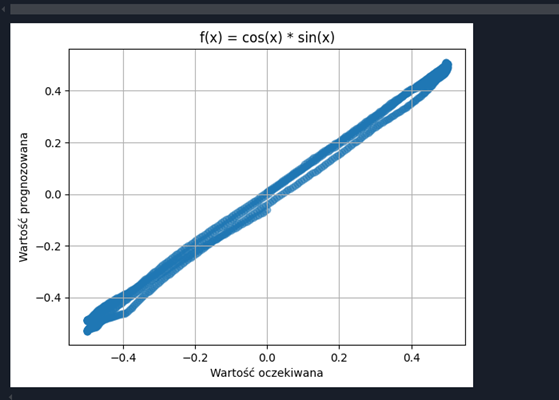 f(x) = cos(x) * sin(x)
Wartość prognozowana
0.4
0.2
0.0
−0.2
−0.4
−0.4 −0.2 0.0 0.2 0.4
Wartość oczekiwana